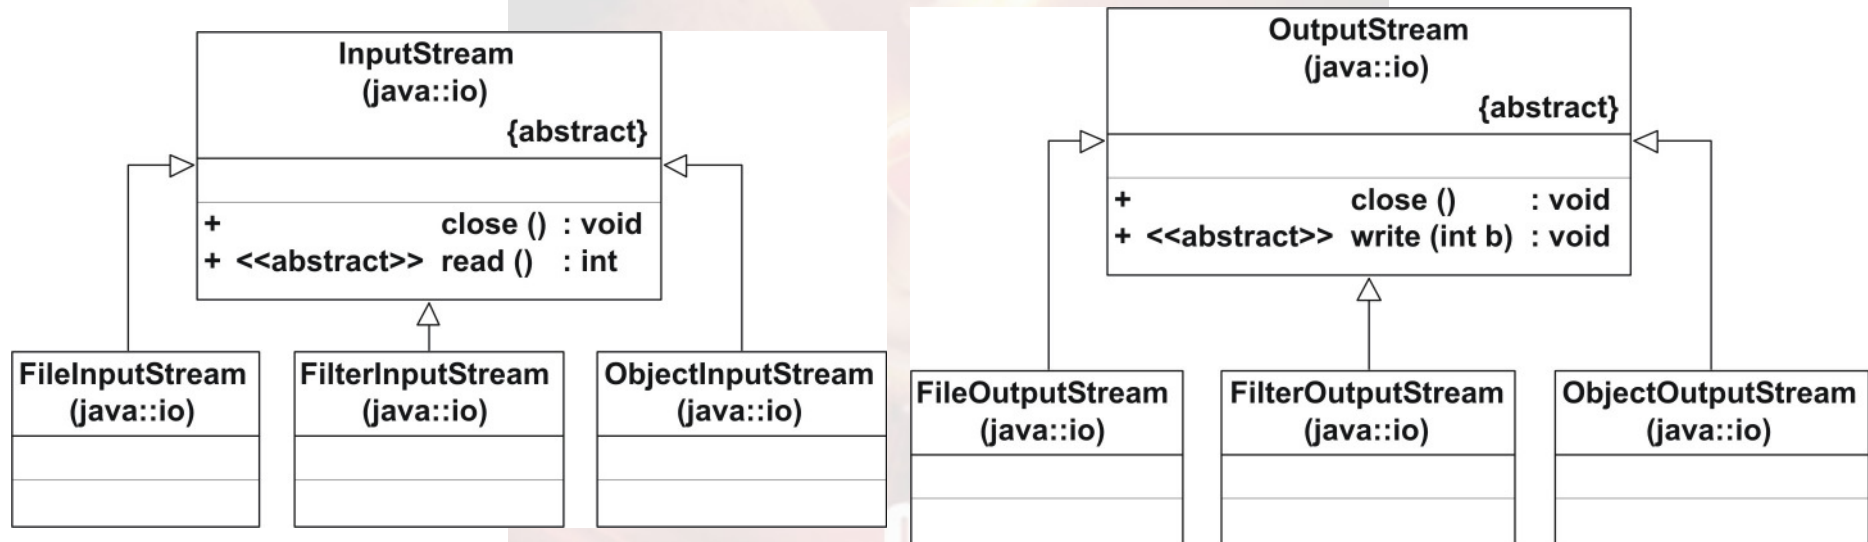 InputStream
(java::io)
{abstract}
+ close () : void
+ <<abstract>> read () : int
FileInputStream
(java::io)
FilterInputStream
(java::io)
ObjectInputStream
(java::io)
OutputStream
(java::io)
{abstract}
+ close () : void
+ <<abstract>> write (int b) : void
FileOutputStream
(java::io)
FilterOutputStream
(java::io)
ObjectOutputStream
(java::io)